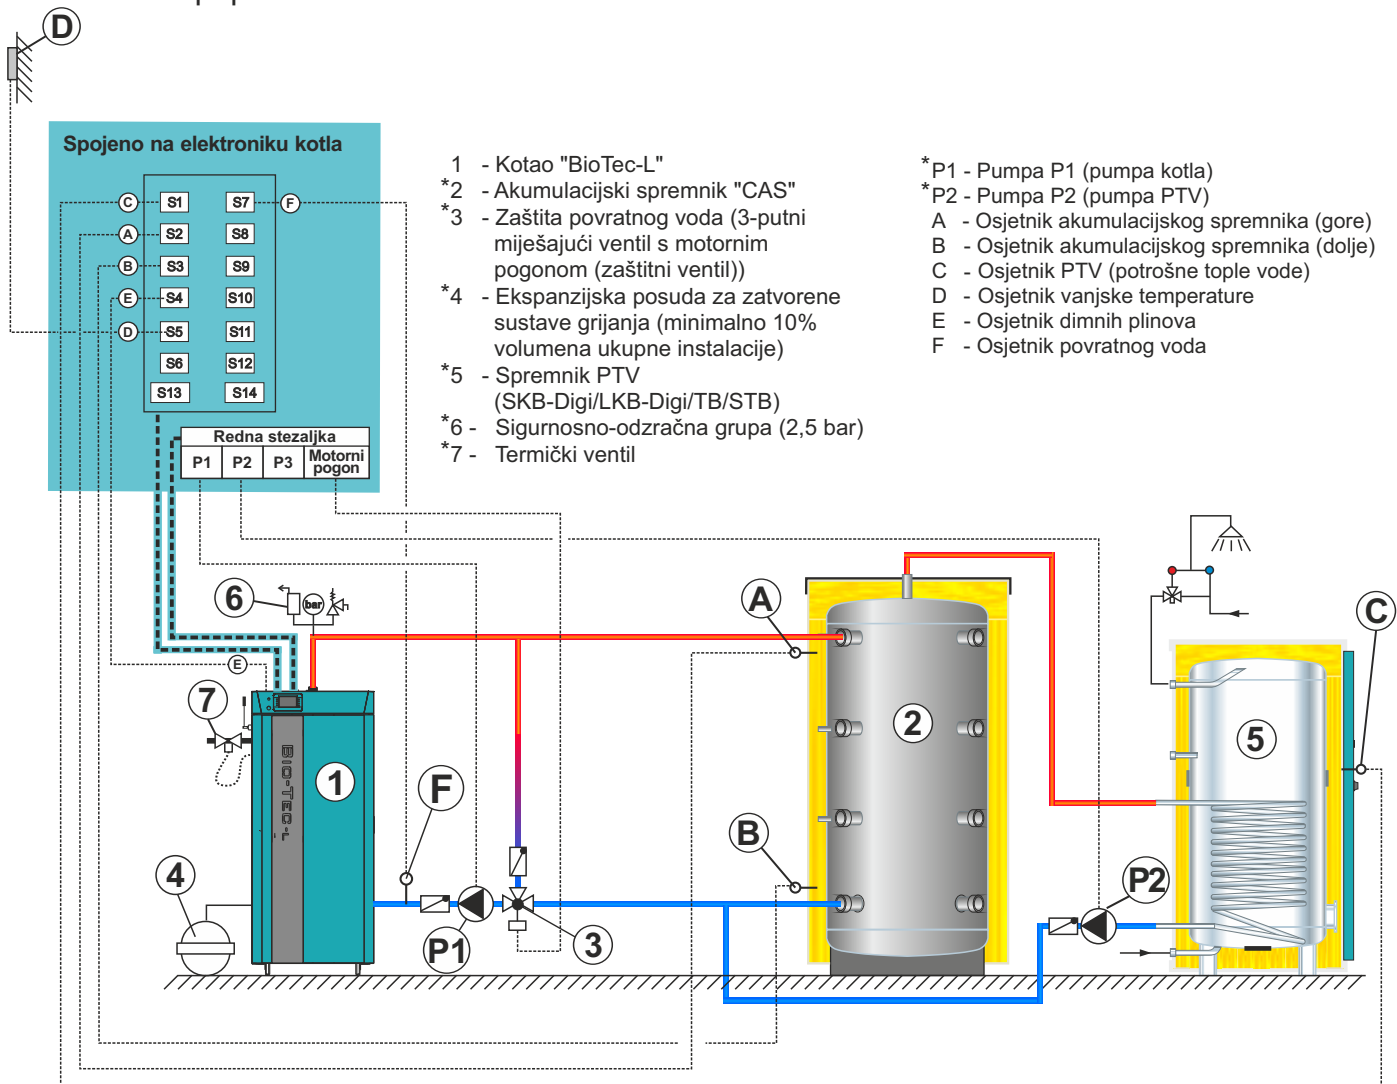 D
Spojeno na elektroniku kotla
C S1 S7 F
A S2 S8
B S3 S9
E S4 S10
D S5 S11
S6 S12
S13 S14
Redna stezaljka
P1 P2 P3 Motorni pogon
1 - Kotao "BioTec-L"
*2 - Akumulacijski spremnik "CAS"
*3 - Zaštita povratnog voda (3-putni
miješajući ventil s motornim
pogonom (zaštitni ventil))
*4 - Ekspanzijska posuda za zatvorene
sustave grijanja (minimalno 10%
volumena ukupne instalacije)
*5 - Spremnik PTV
(SKB-Digi/LKB-Digi/TB/STB)
*6 - Sigurnosno-odzračna grupa (2,5 bar)
*7 - Termički ventil
*P1 - Pumpa P1 (pumpa kotla)
*P2 - Pumpa P2 (pumpa PTV)
A - Osjetnik akumulacijskog spremnika (gore)
B - Osjetnik akumulacijskog spremnika (dolje)
C - Osjetnik PTV (potrošne tople vode)
D - Osjetnik vanjske temperature
E - Osjetnik dimnih plinova
F - Osjetnik povratnog voda
6 bar
A
C
E
7
2
5
BIO-TEC-L
1
F
B
4
P2
P1
3